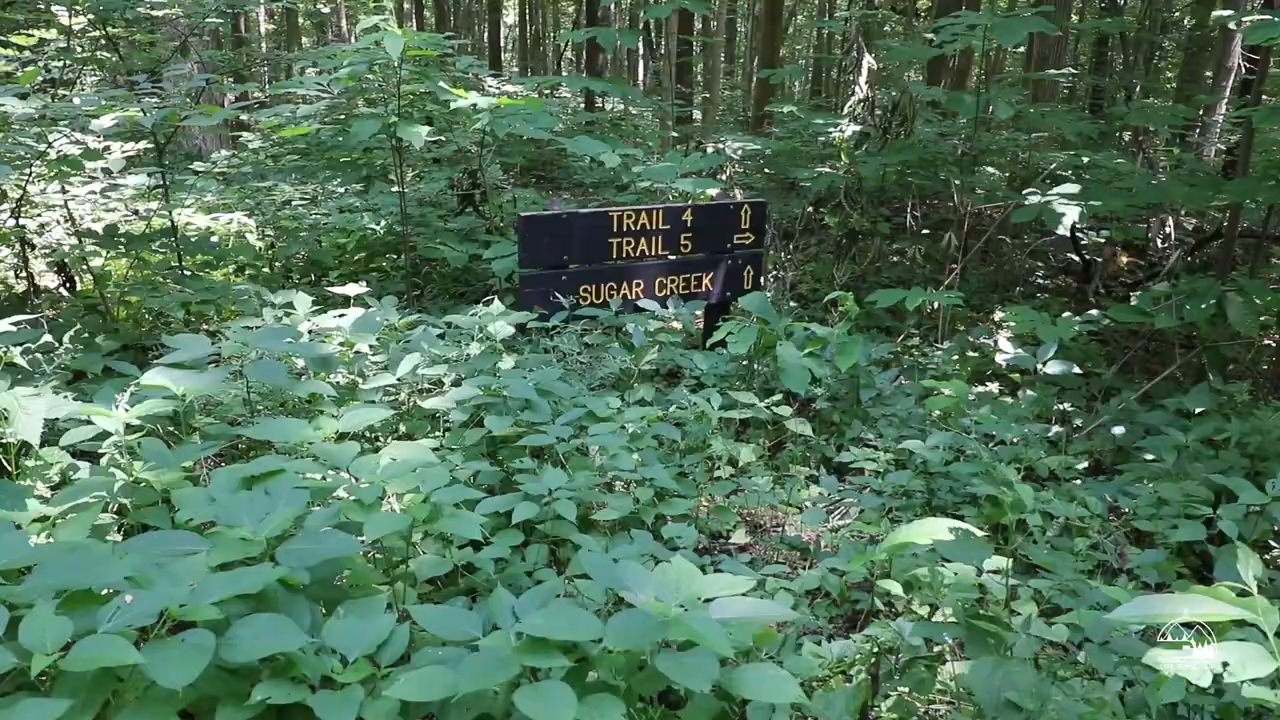 TRAIL 4 ⇧
TRAIL 5 ⇨
SUGAR CREEK ⇧